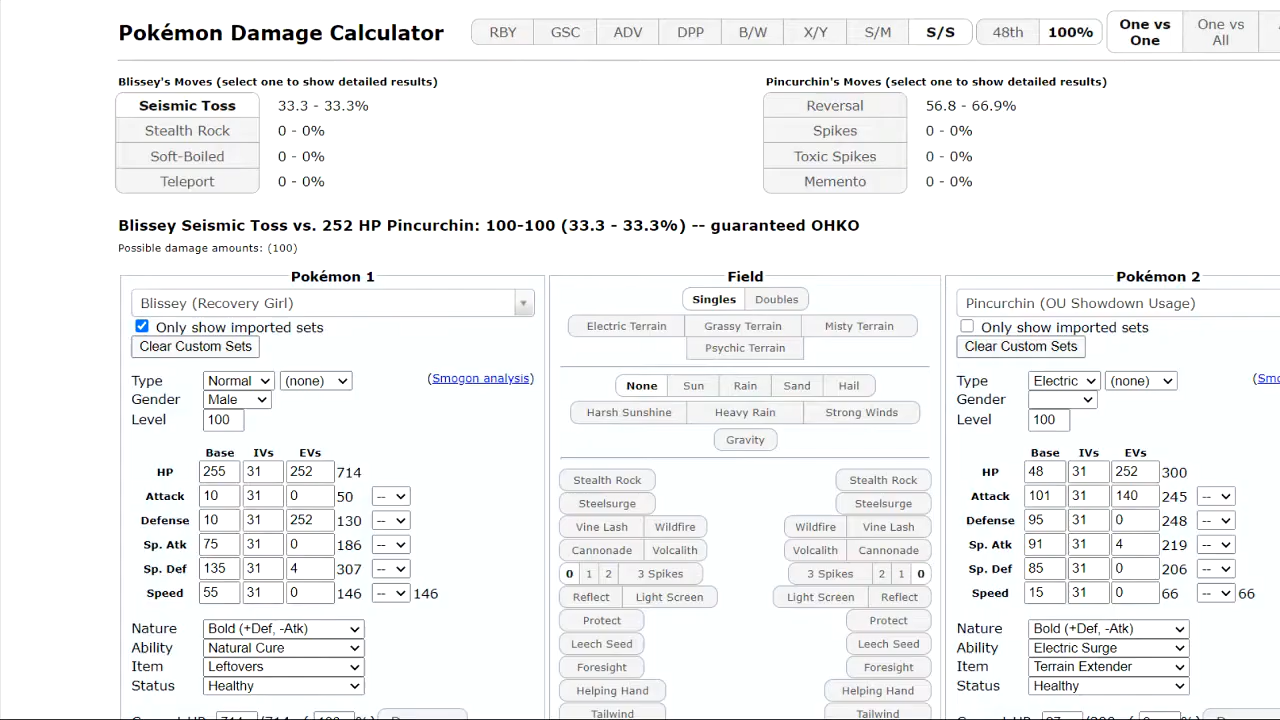 Pokémon Damage Calculator RBY GSC ADV DPP B/W X/Y S/M S/S 48th 100% One vs One One vs All
Blissey's Moves (select one to show detailed results) Pincurchin's Moves (select one to show detailed results)
Seismic Toss 33.3 - 33.3% Reversal 56.8 - 66.9%
Stealth Rock 0 - 0% Spikes 0 - 0%
Soft-Boiled 0 - 0% Toxic Spikes 0 - 0%
Teleport 0 - 0% Memento 0 - 0%
Blissey Seismic Toss vs. 252 HP Pincurchin: 100-100 (33.3 - 33.3%) -- guaranteed OHKO
Possible damage amounts: (100)
Pokémon 1 Field Pokémon 2
Blissey (Recovery Girl) Singles Doubles Pincurchin (OU Showdown Usage)
Only show imported sets Electric Terrain Grassy Terrain Misty Terrain Only show imported sets
Clear Custom Sets Psychic Terrain Clear Custom Sets
Type Normal (none) (Smogon analysis) None Sun Rain Sand Hail Type Electric (none) (Smo
Gender Male Gender
Level 100 Harsh Sunshine Heavy Rain Strong Winds Level 100
Gravity
Base IVs EVs Base IVs EVs
HP 255 31 252 714 Stealth Rock Stealth Rock HP 48 31 252 300
Attack 10 31 0 50 -- Steelsurge Steelsurge Attack 101 31 140 245 --
Defense 10 31 252 130 -- Vine Lash Wildfire Wildfire Vine Lash Defense 95 31 0 248 --
Sp. Atk 75 31 0 186 -- Cannonade Volcalith Volcalith Cannonade Sp. Atk 91 31 4 219 --
Sp. Def 135 31 4 307 -- 0 1 2 3 Spikes 3 Spikes 2 1 0 Sp. Def 85 31 0 206 --
Speed 55 31 0 146 -- 146 Reflect Light Screen Light Screen Reflect Speed 15 31 0 66 -- 66
Protect Protect
Nature Bold (+Def, -Atk) Leech Seed Leech Seed Nature Bold (+Def, -Atk)
Ability Natural Cure Ability Electric Surge
Item Leftovers Foresight Foresight Item Terrain Extender
Status Healthy Helping Hand Helping Hand Status Healthy
Tailwind Tailwind